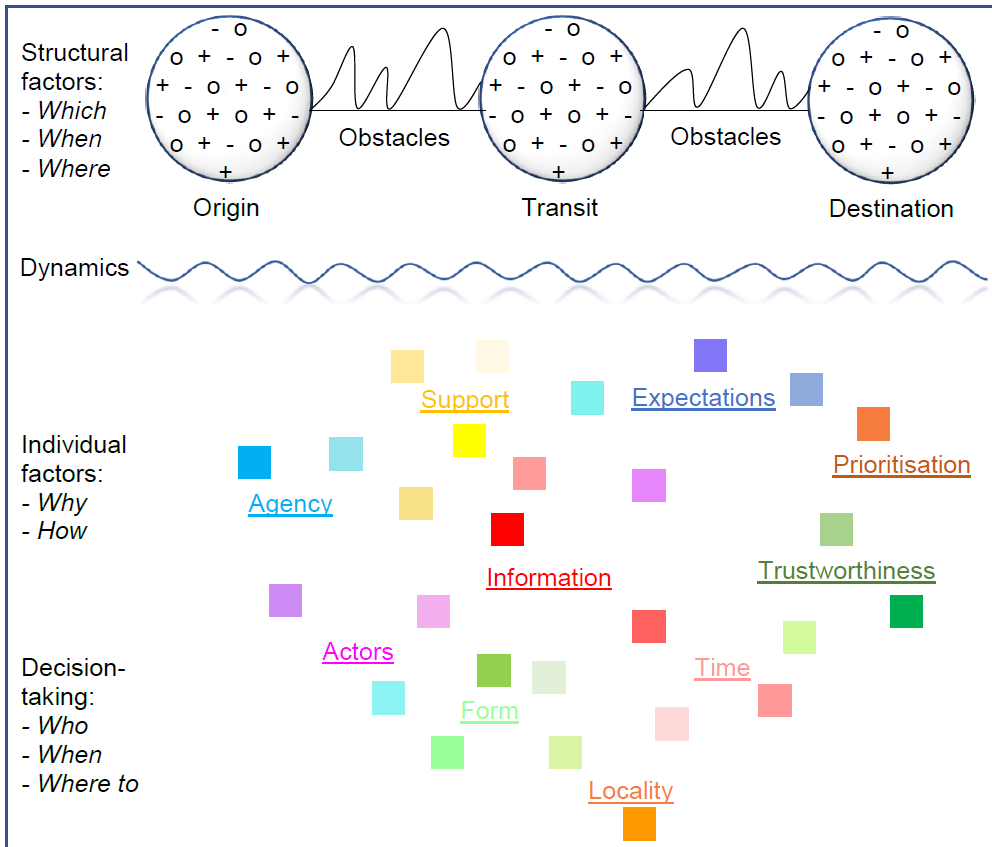 Structural
factors:
- Which
- When
- Where
- o
o + - o +
+ - o + - o
- o + o + -
o + - o +
+
Origin
Obstacles
- o
o + - o +
+ - o + - o
- o + o + -
o + - o +
+
Transit
Obstacles
- o
o + - o +
+ - o + - o
- o + o + -
o + - o +
+
Destination
Dynamics
Individual
factors:
- Why
- How
Support
Expectations
Prioritisation
Agency
Information
Trustworthiness
Decision-
taking:
- Who
- When
- Where to
Actors
Time
Form
Locality